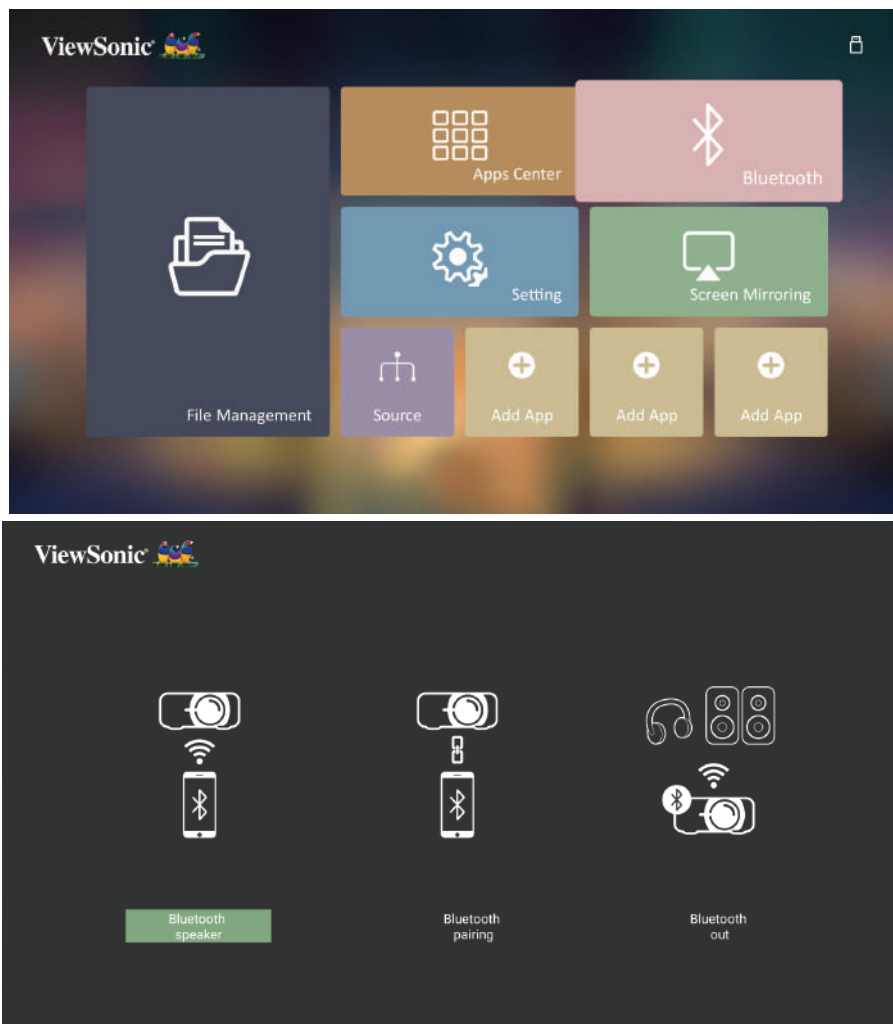 ViewSonic
Apps Center
Bluetooth
Setting
Screen Mirroring
File Management
Source
Add App
Add App
Add App
ViewSonic
Bluetooth
speaker
Bluetooth
pairing
Bluetooth
out